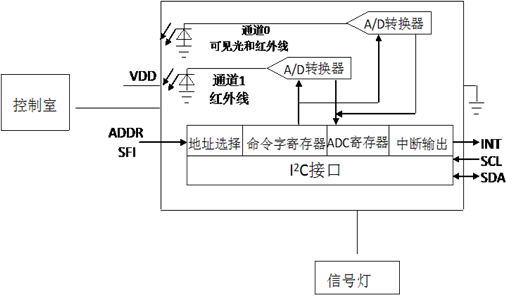 通道0
可见光和红外线
A/D转换器
VDD
通道1
红外线
A/D转换器
控制室
ADDR
SFI
地址选择
命令字寄存器
ADC寄存器
中断输出
INT
SCL
I²C接口
SDA
信号灯